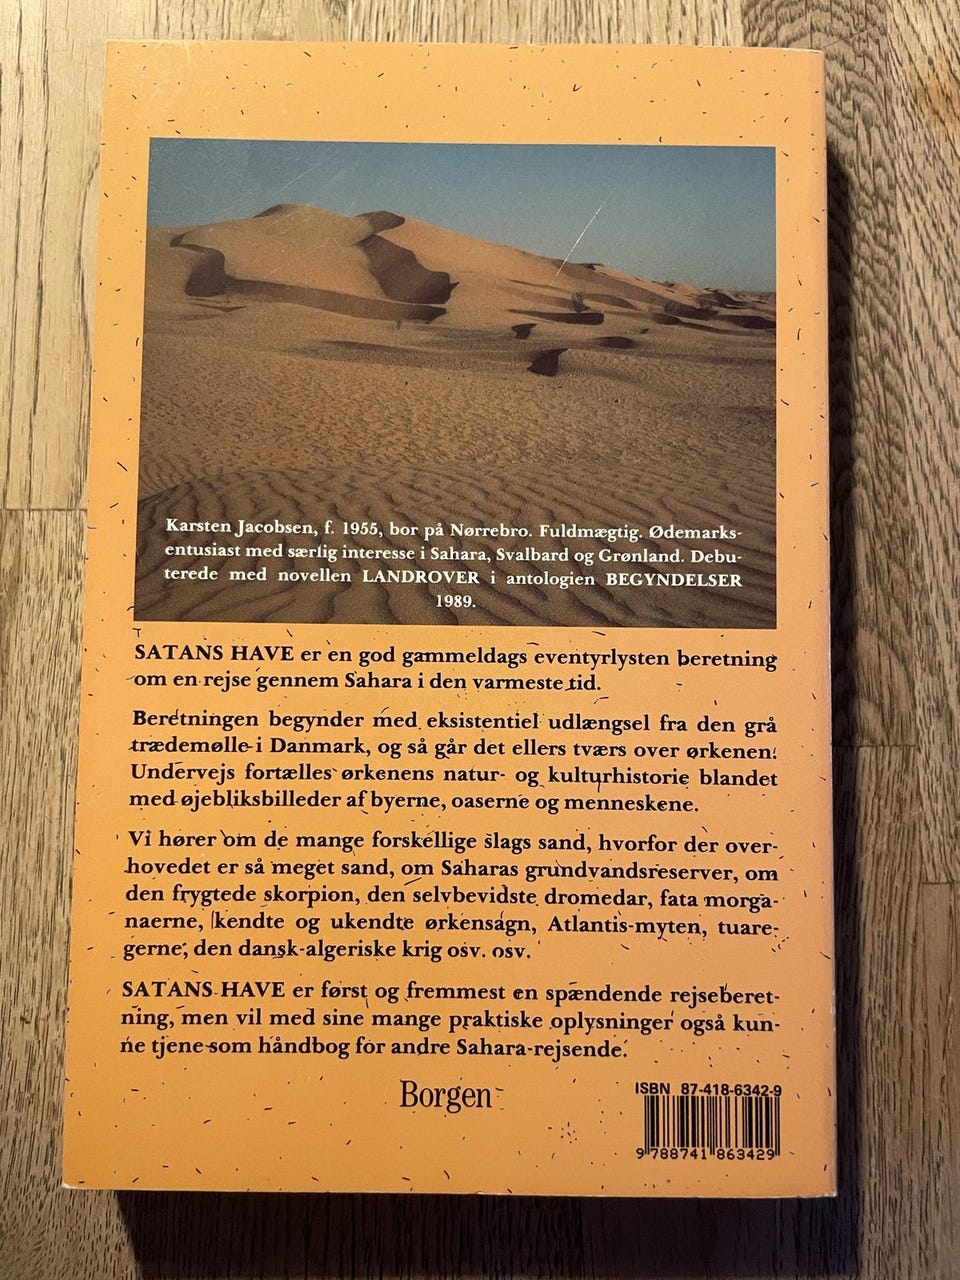 Karsten Jacobsen, f. 1955, bor på Nørrebro. Fuldmægtig. Ødemarks-
entusiast med særlig interesse i Sahara, Svalbard og Grønland. Debu-
terede med novellen LANDROVER i antologien BEGYNDELSER
1989.
SATANS HAVE er en god gammeldags eventyrlysten beretning
om en rejse gennem Sahara i den varmeste tid.
Beretningen begynder med eksistentiel udlængsel fra den grå
trædemølle i Danmark, og så går det ellers tværs over ørkenen.
Undervejs fortælles ørkenens natur- og kulturhistorie blandet
med øjebliksbilleder af byerne, oaserne og menneskene.
Vi hører om de mange forskellige slags sand, hvorfor der over-
hovedet er så meget sand, om Saharas grundvandsreserver, om
den frygtede skorpion, den selvbevidste dromedar, fata morga-
naerne, kendte og ukendte ørkensagn, Atlantis-myten, tuare-
gerne, den dansk-algeriske krig osv. osv.
SATANS HAVE er først og fremmest en spændende rejseberet-
ning, men vil med sine mange praktiske oplysninger også kun-
ne tjene som håndbog for andre Sahara-rejsende.
Borgen
ISBN 87-418-6342-9
9 788741 863429